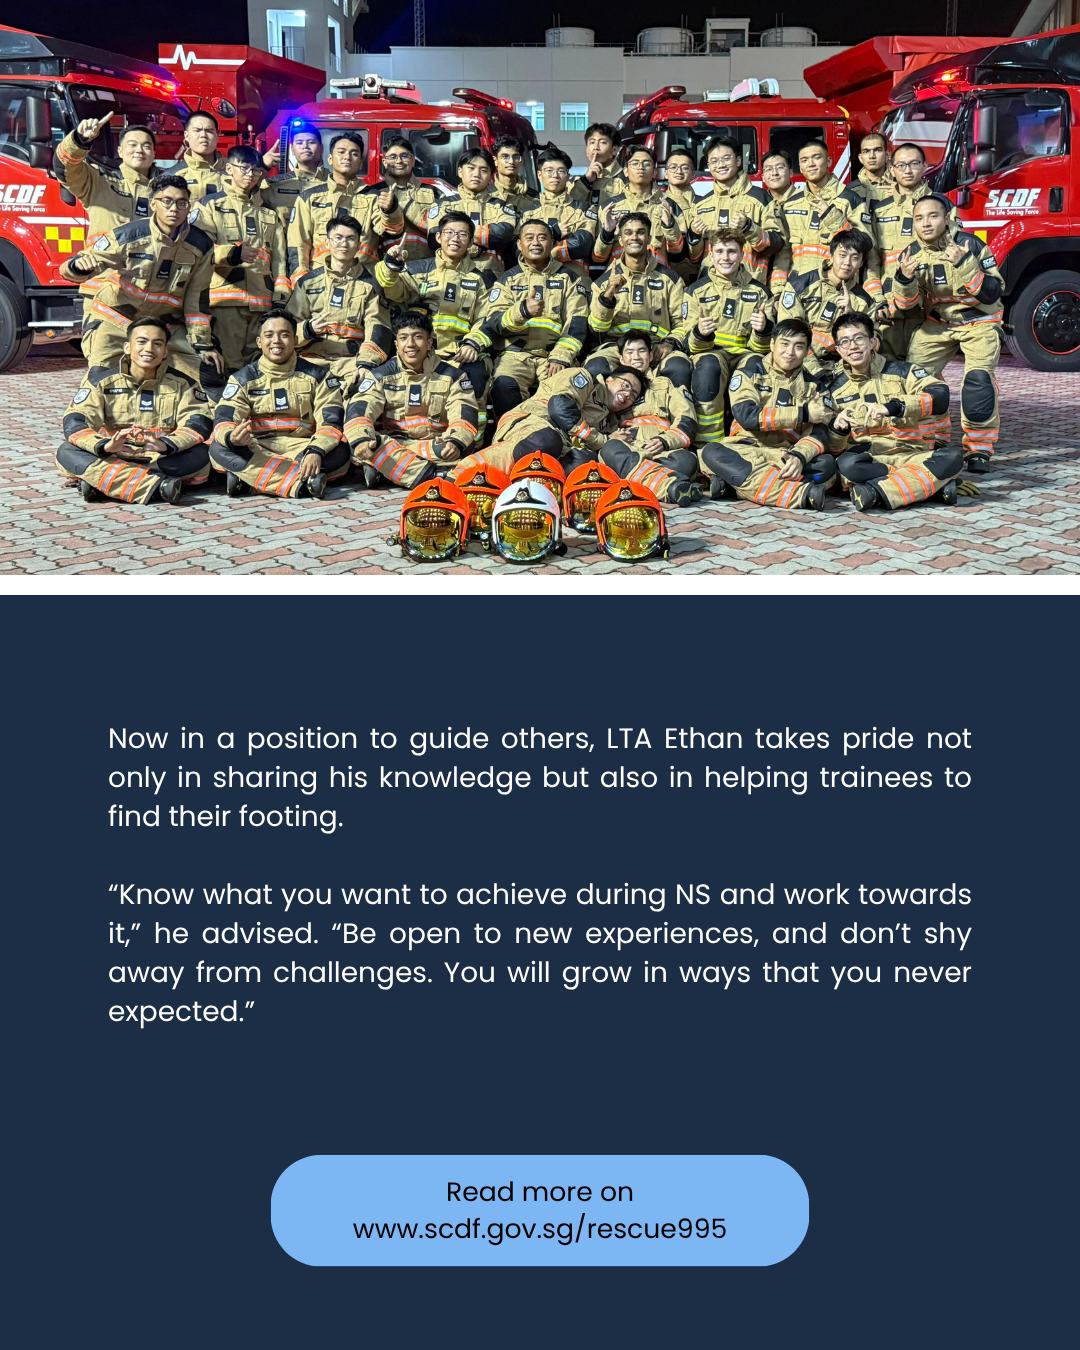 SCDF
The Life Saving Force
SCDF
The Life Saving Force
Now in a position to guide others, LTA Ethan takes pride not
only in sharing his knowledge but also in helping trainees to
find their footing.
“Know what you want to achieve during NS and work towards
it,” he advised. “Be open to new experiences, and don’t shy
away from challenges. You will grow in ways that you never
expected.”
Read more on
www.scdf.gov.sg/rescue995